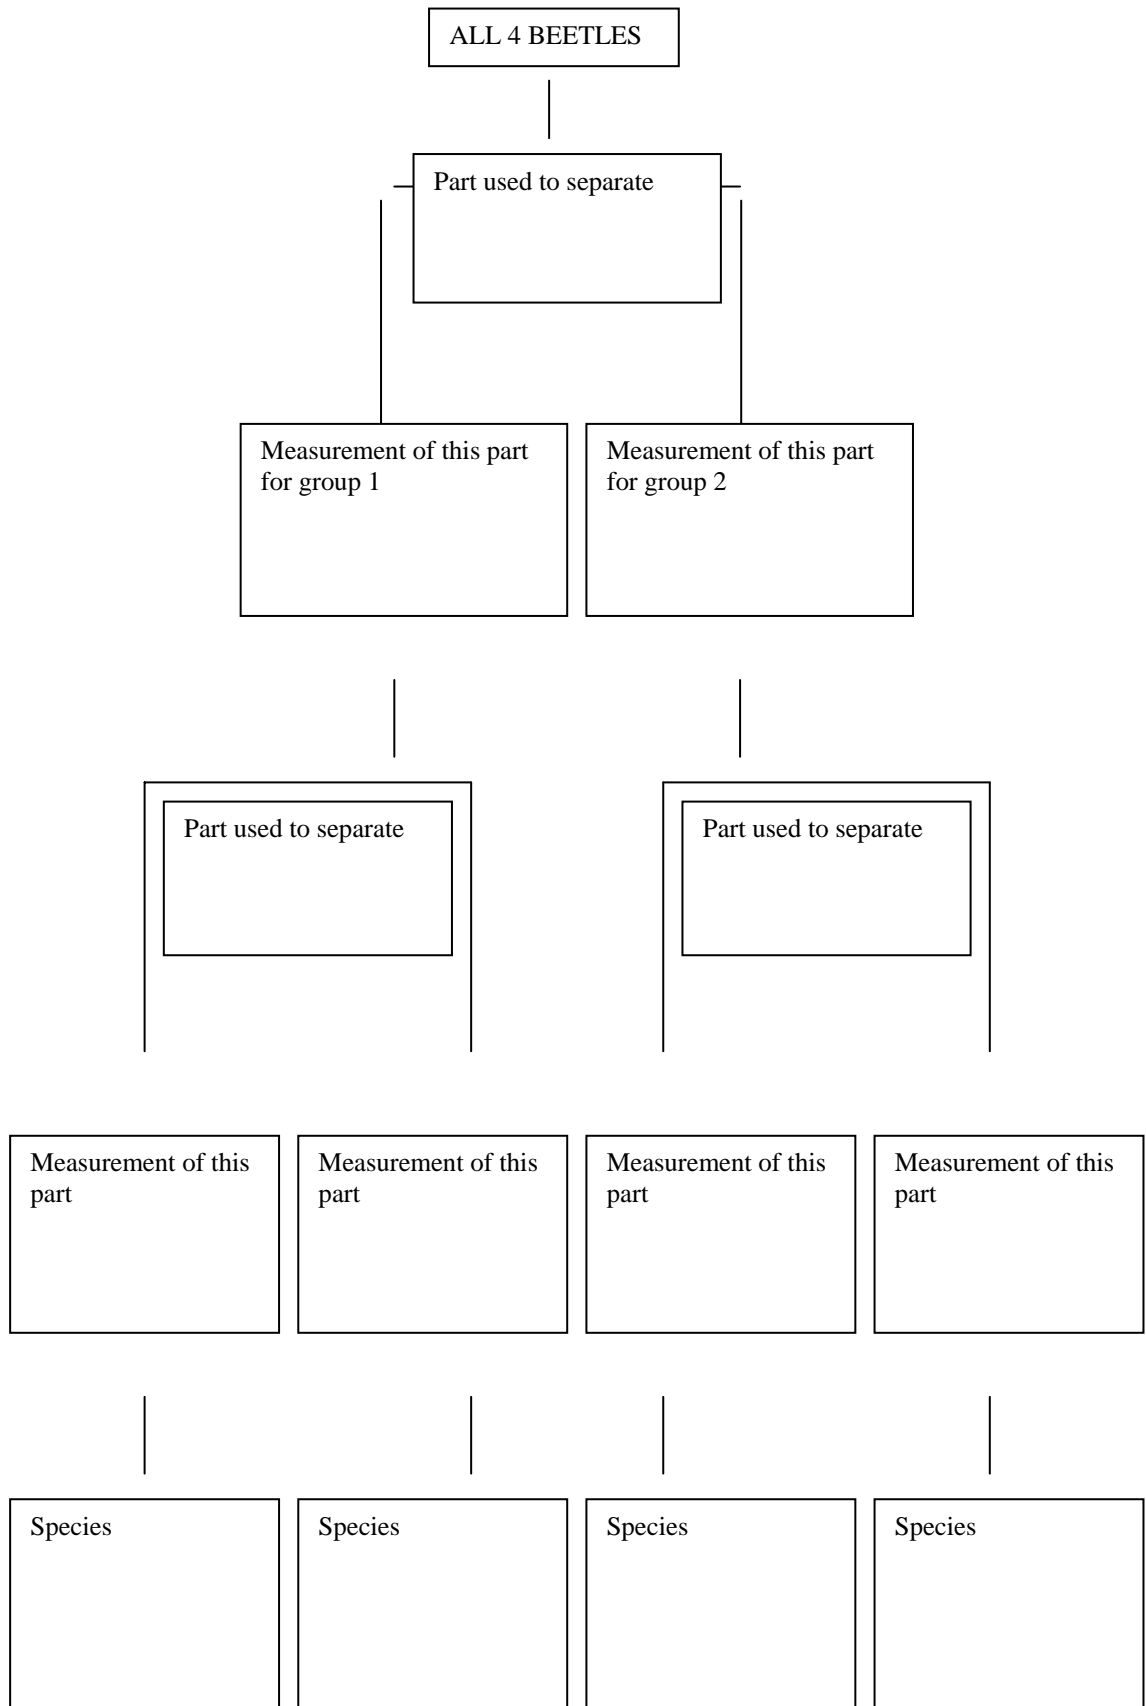 ALL 4 BEETLES
Part used to separate
Measurement of this part
for group 1
Measurement of this part
for group 2
Part used to separate
Part used to separate
Measurement of this
part
Measurement of this
part
Measurement of this
part
Measurement of this
part
Species
Species
Species
Species